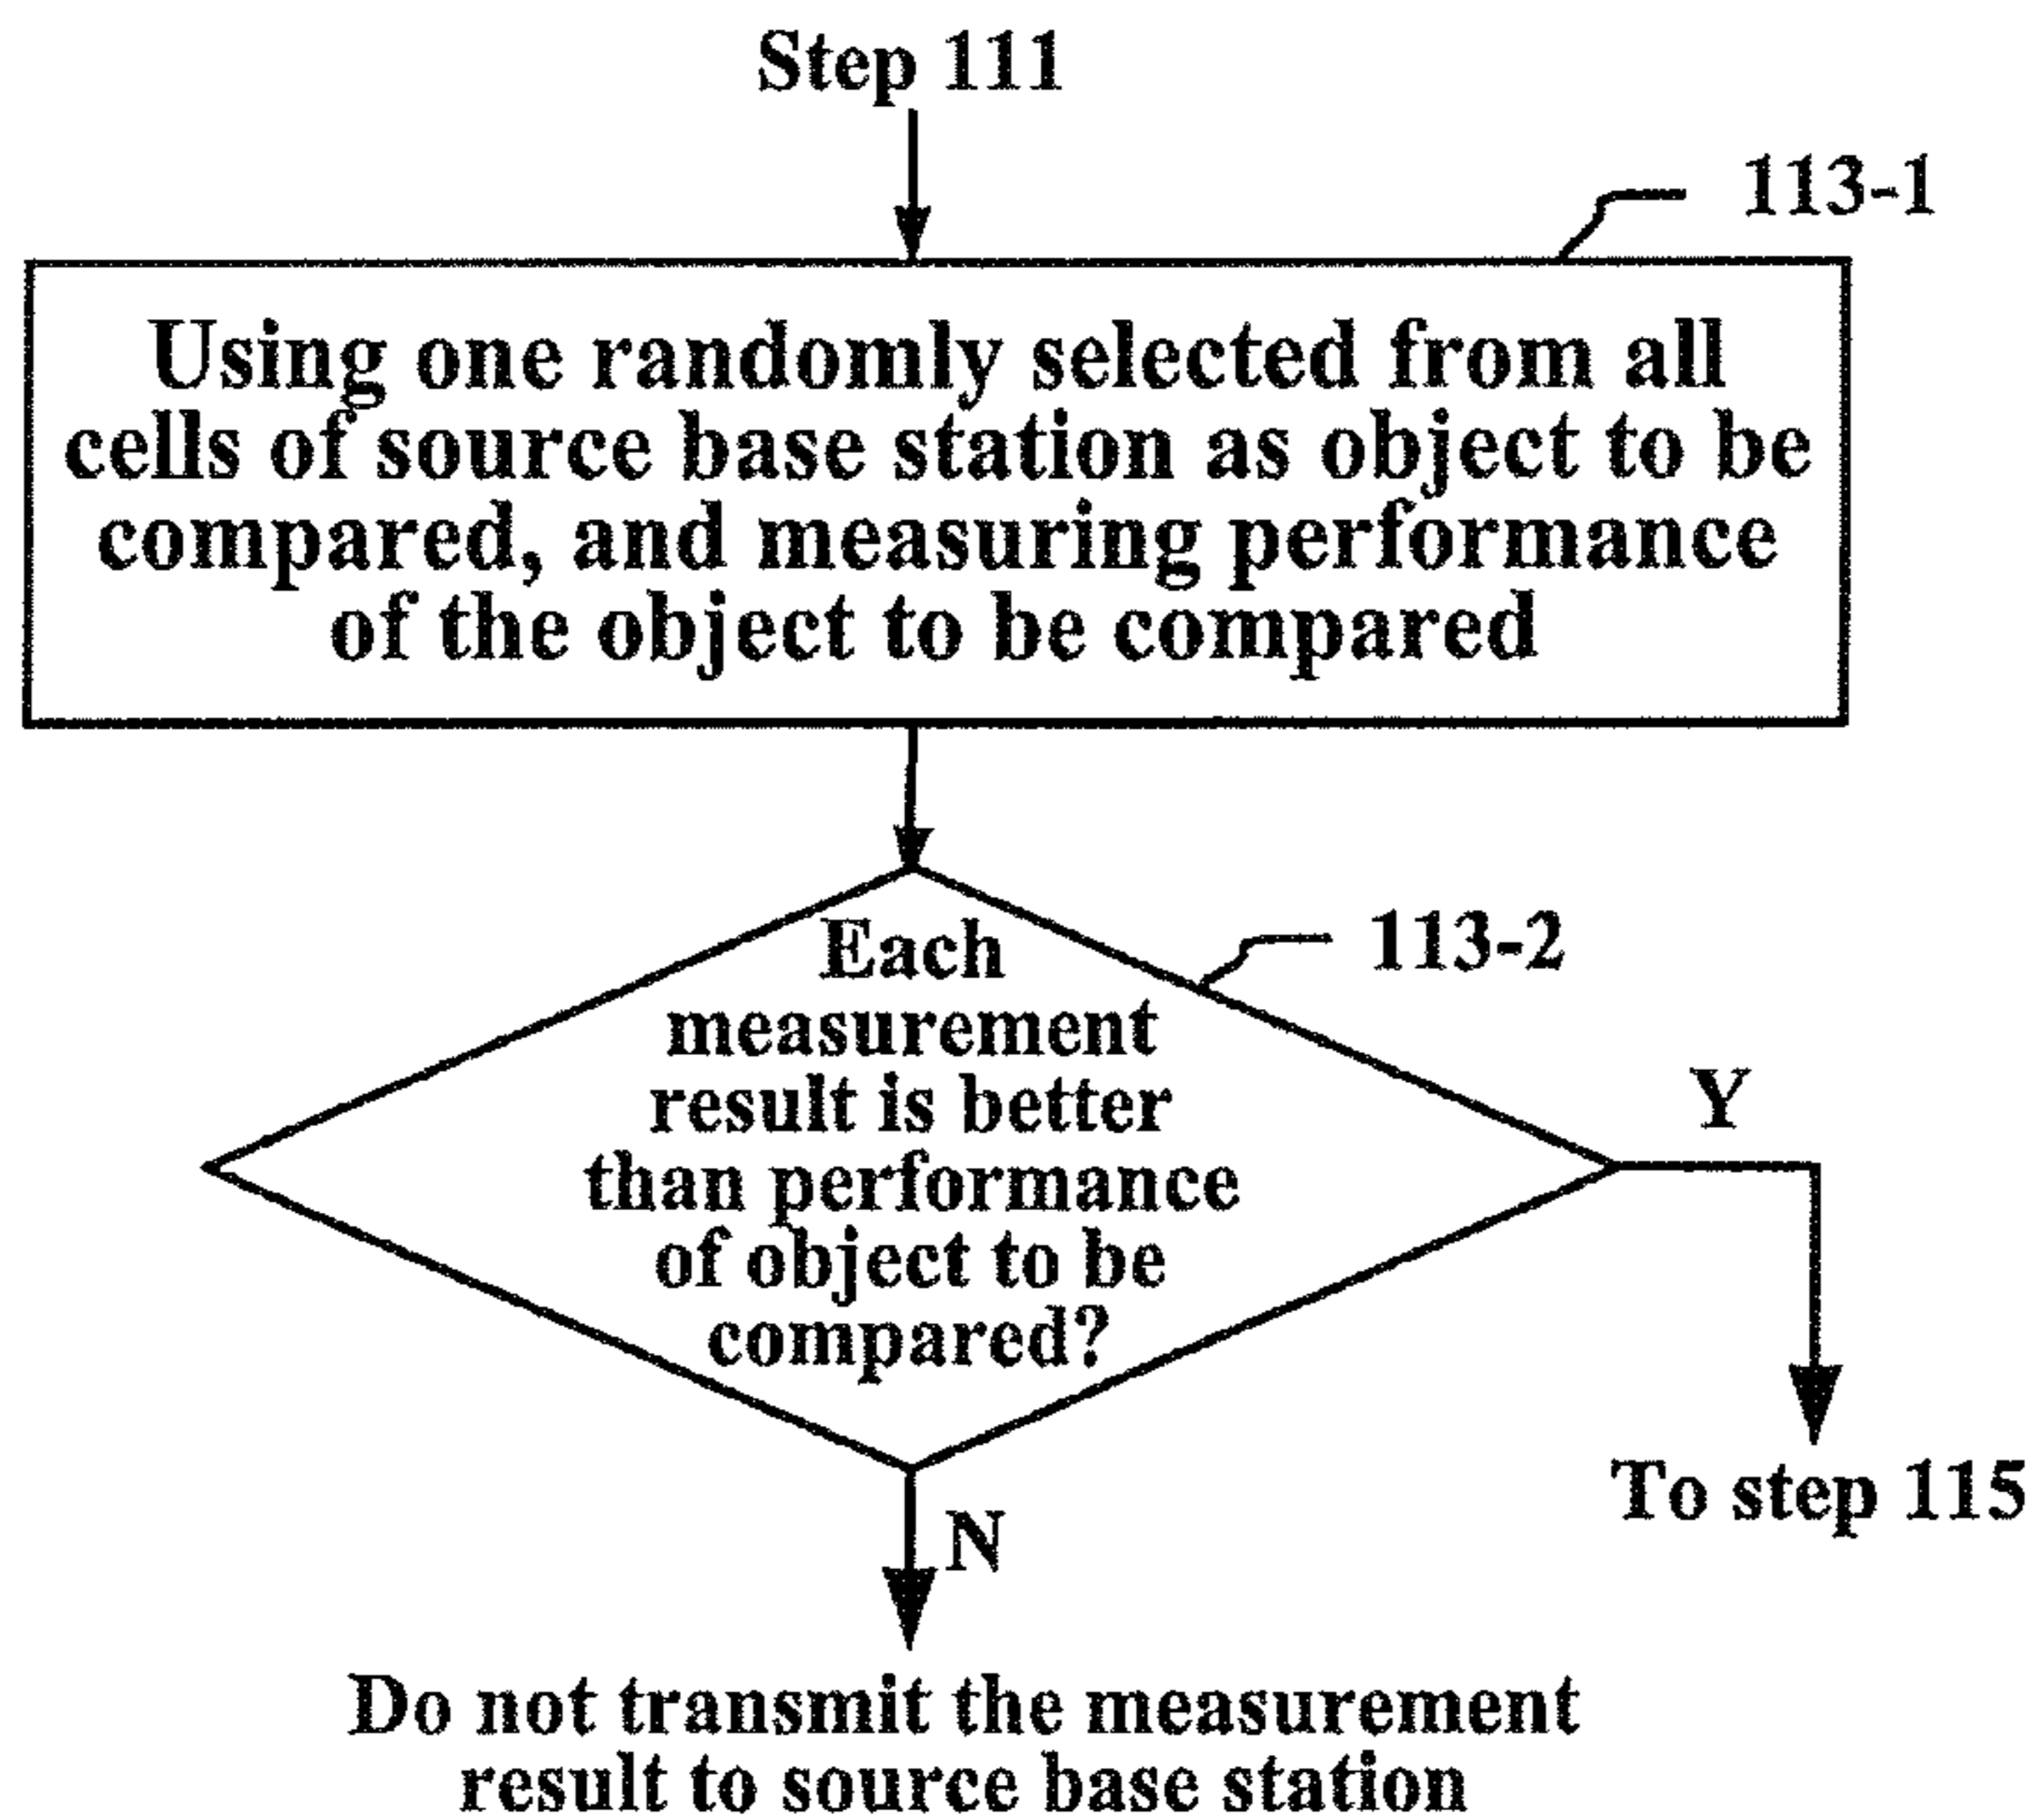 Step 111
113-1
Using one randomly selected from all
cells of source base station as object to be
compared, and measuring performance
of the object to be compared
113-2
Each
measurement
result is better
than performance
of object to be
compared?
Y
To step 115
N
Do not transmit the measurement
result to source base station